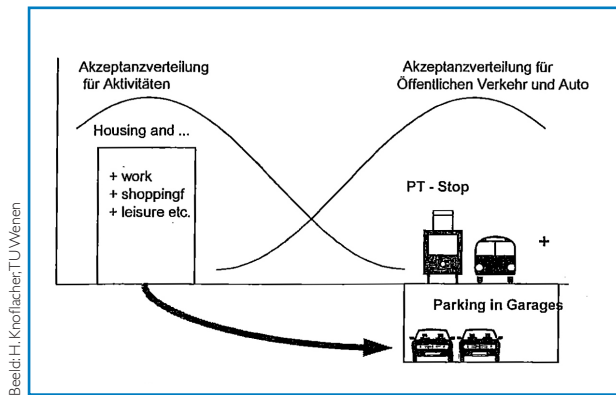 Akzeptanzverteilung
für Aktivitäten
Akzeptanzverteilung für
Öffentlichen Verkehr und Auto
Housing and ...
+ work
+ shoppingf
+ leisure etc.
PT - Stop
+
Parking in Garages
Beeld: H. Knoflacher, TU Wenen